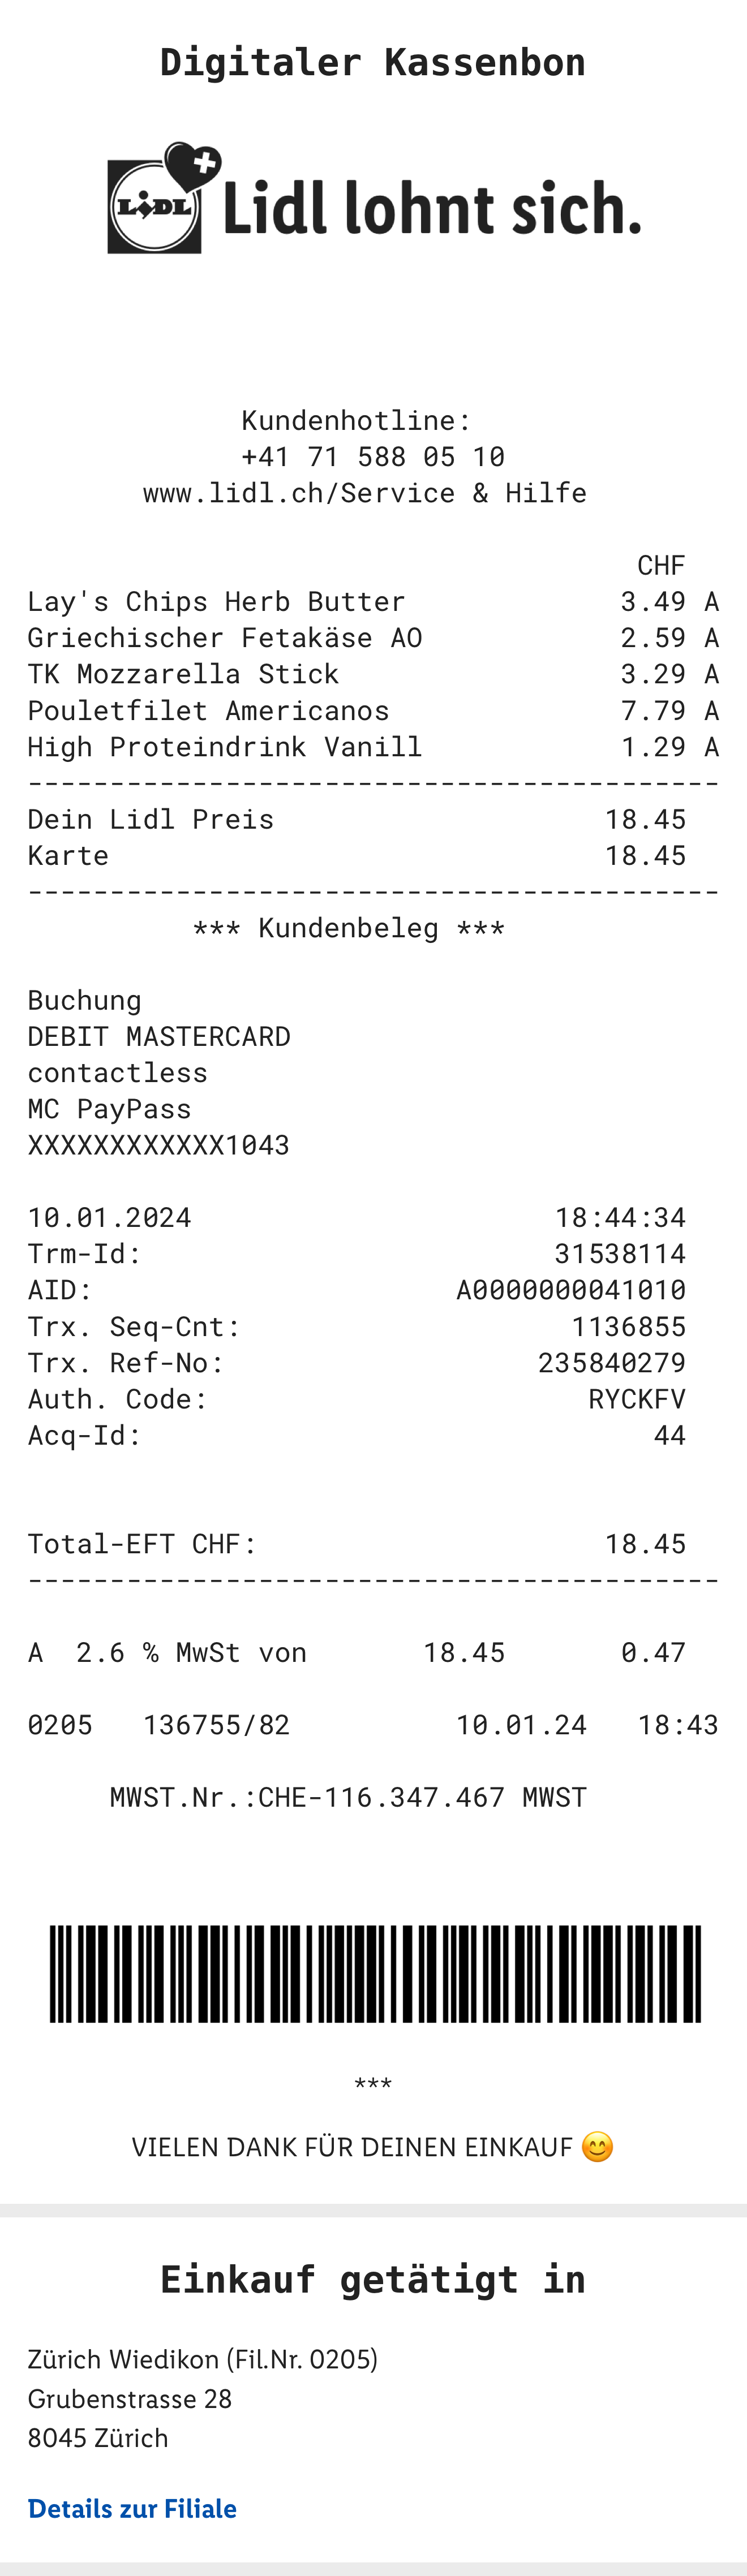 Digitaler Kassenbon
LIDL Lidl lohnt sich.
Kundenhotline:
+41 71 588 05 10
www.lidl.ch/Service & Hilfe
CHF
Lay's Chips Herb Butter 3.49 A
Griechischer Fetakäse AO 2.59 A
TK Mozzarella Stick 3.29 A
Pouletfilet Americanos 7.79 A
High Proteindrink Vanill 1.29 A
------------------------------------------
Dein Lidl Preis 18.45
Karte 18.45
------------------------------------------
*** Kundenbeleg ***
Buchung
DEBIT MASTERCARD
contactless
MC PayPass
XXXXXXXXXXXX1043
10.01.2024 18:44:34
Trm-Id: 31538114
AID: A0000000041010
Trx. Seq-Cnt: 1136855
Trx. Ref-No: 235840279
Auth. Code: RYCKFV
Acq-Id: 44
Total-EFT CHF: 18.45
------------------------------------------
A 2.6 % MwSt von 18.45 0.47
0205 136755/82 10.01.24 18:43
MWST.Nr.:CHE-116.347.467 MWST
***
VIELEN DANK FÜR DEINEN EINKAUF 😊
Einkauf getätigt in
Zürich Wiedikon (Fil.Nr. 0205)
Grubenstrasse 28
8045 Zürich
Details zur Filiale